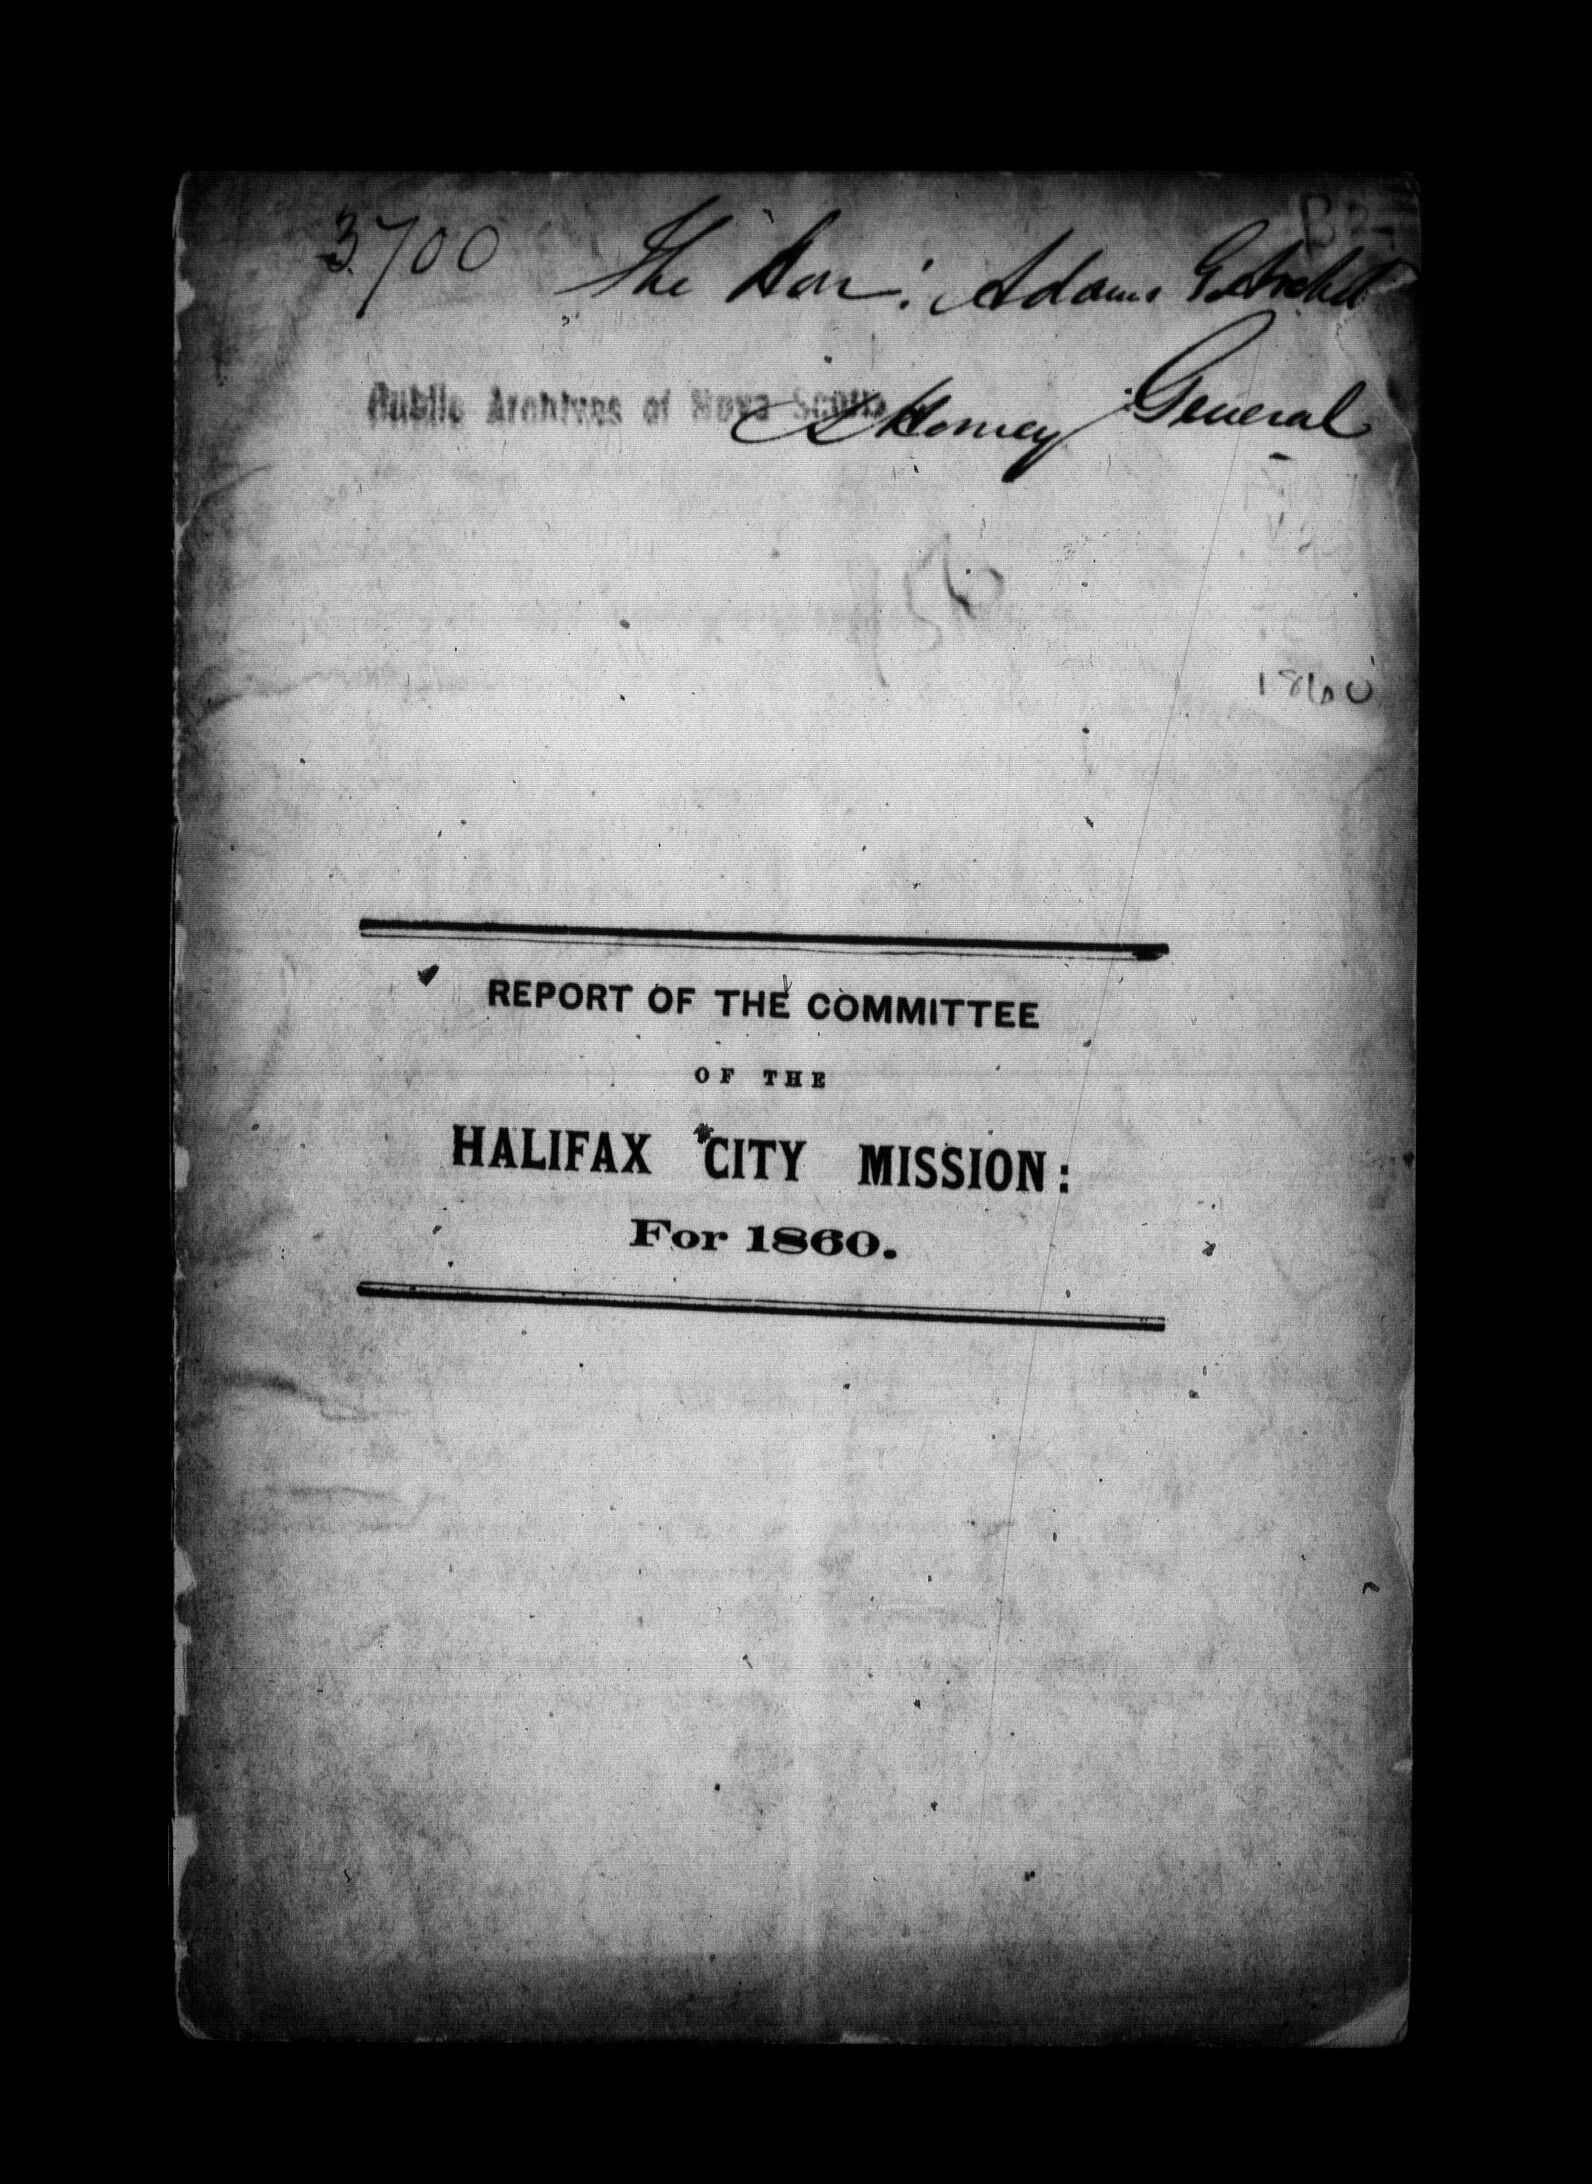 3700 The Hon: Adams G. Archibald B2
Attorney General
Public Archives of Nova Scotia
1860
REPORT OF THE COMMITTEE
OF THE
HALIFAX CITY MISSION:
For 1860.